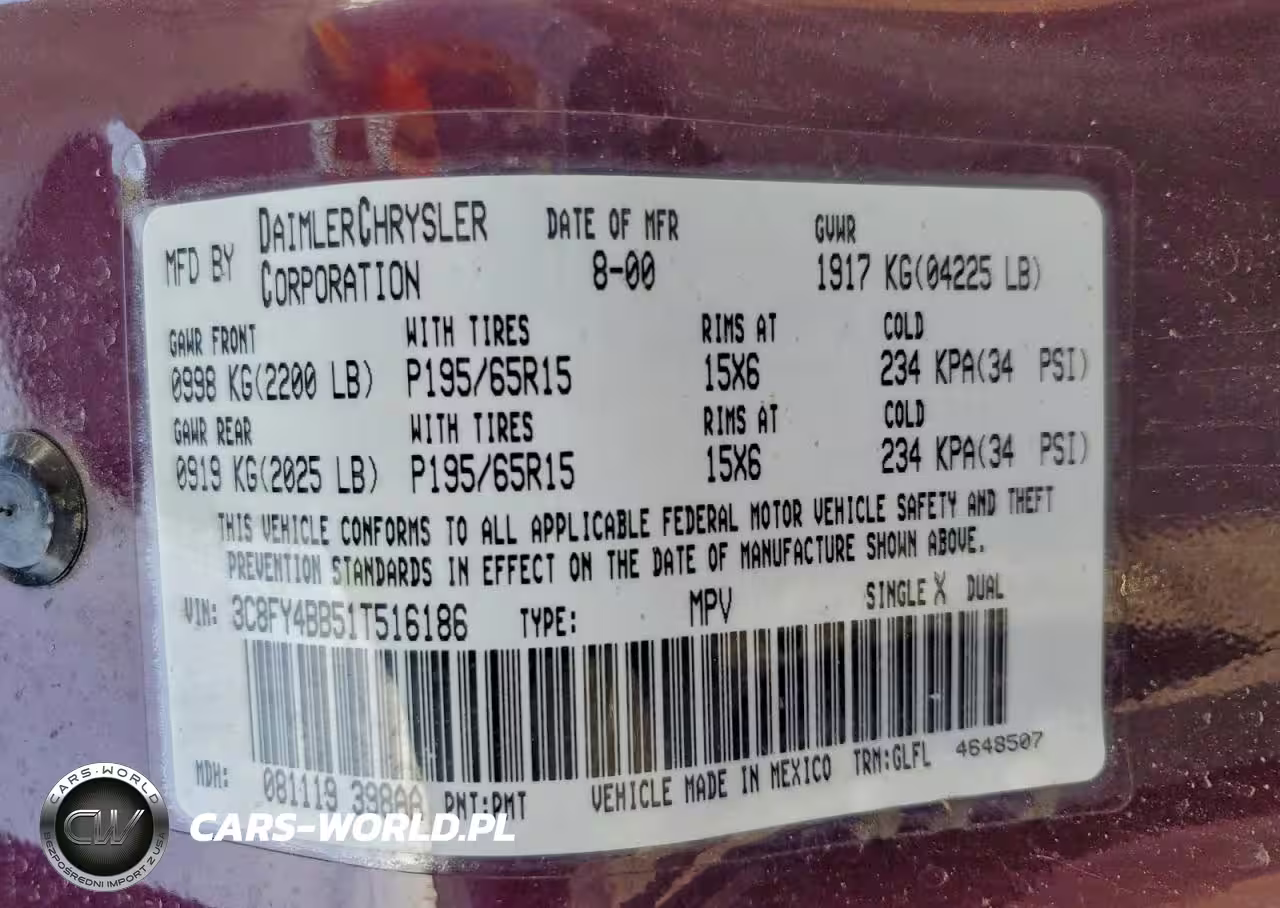 MFD BY DAIMLERCHRYSLER CORPORATION DATE OF MFR 8-00 GVWR 1917 KG(04225 LB)
GAWR FRONT WITH TIRES RIMS AT COLD
0998 KG(2200 LB) P195/65R15 15X6 234 KPA(34 PSI)
GAWR REAR WITH TIRES RIMS AT COLD
0919 KG(2025 LB) P195/65R15 15X6 234 KPA(34 PSI)
THIS VEHICLE CONFORMS TO ALL APPLICABLE FEDERAL MOTOR VEHICLE SAFETY AND THEFT
PREVENTION STANDARDS IN EFFECT ON THE DATE OF MANUFACTURE SHOWN ABOVE.
VIN: 3C8FY4BB51T516186 TYPE: MPV SINGLE X DUAL
MDH: 081119 398AA PNT:PMT VEHICLE MADE IN MEXICO TRM:GLFL 4648507
CARS-WORLD
CW
BEZPOŚREDNI IMPORT Z USA
CARS-WORLD.PL